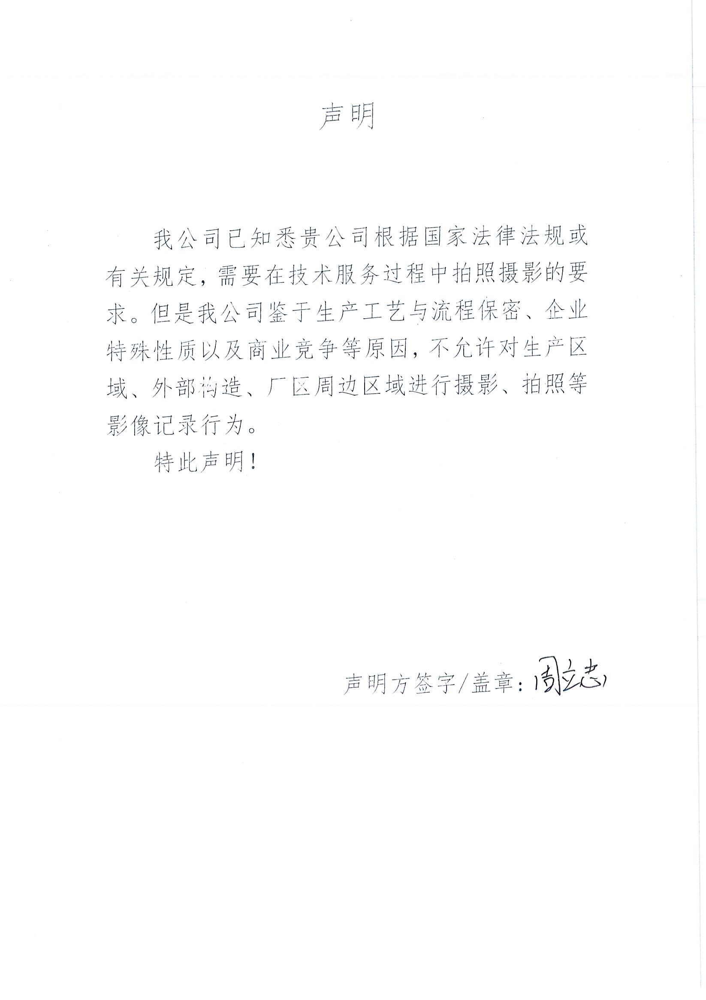 声明
我公司已知悉贵公司根据国家法律法规或
有关规定，需要在技术服务过程中拍照摄影的要
求。但是我公司鉴于生产工艺与流程保密、企业
特殊性质以及商业竞争等原因，不允许对生产区
域、外部构造、厂区周边区域进行摄影、拍照等
影像记录行为。
特此声明！
声明方签字/盖章：周立志